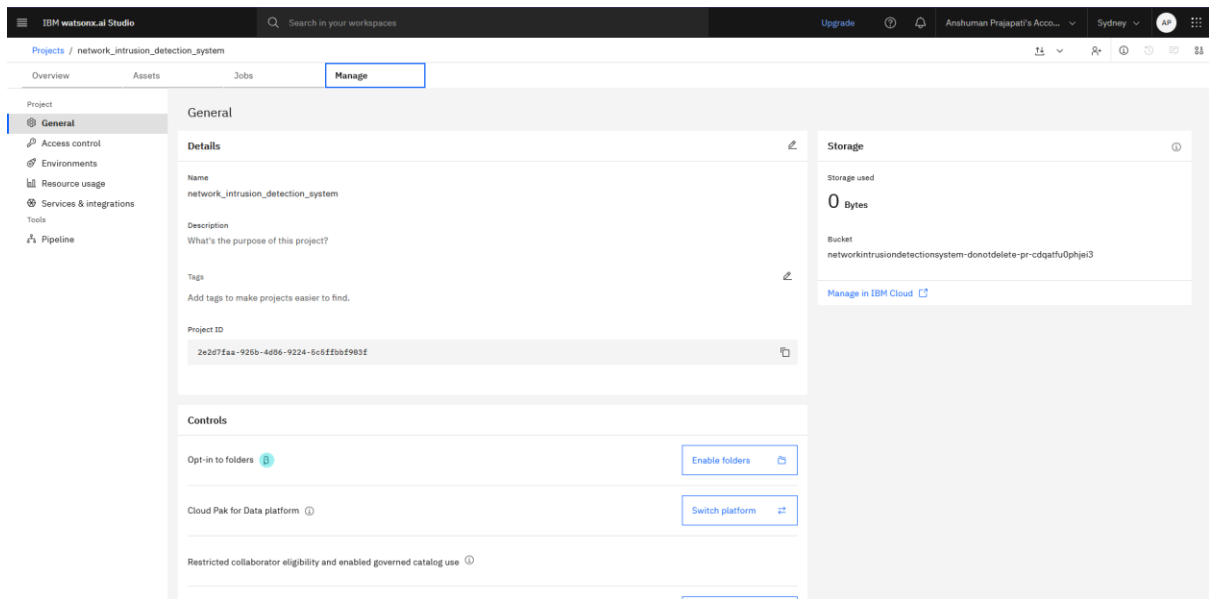 IBM watsonx.ai Studio
Search in your workspaces
Upgrade
Anshuman Prajapati's Acco...
Sydney
AP
Projects / network_intrusion_detection_system
Overview
Assets
Jobs
Manage
Project
General
Access control
Environments
Resource usage
Services & integrations
Tools
Pipeline
General
Details
Name
network_intrusion_detection_system
Description
What's the purpose of this project?
Tags
Add tags to make projects easier to find.
Project ID
2e2d7faa-925b-4d86-9224-5c5ffbbf903f
Controls
Opt-in to folders β
Enable folders
Cloud Pak for Data platform
Switch platform
Restricted collaborator eligibility and enabled governed catalog use
Storage
Storage used
0 Bytes
Bucket
networkintrusiondetectionsystem-donotdelete-pr-cdqatfu0phjei3
Manage in IBM Cloud